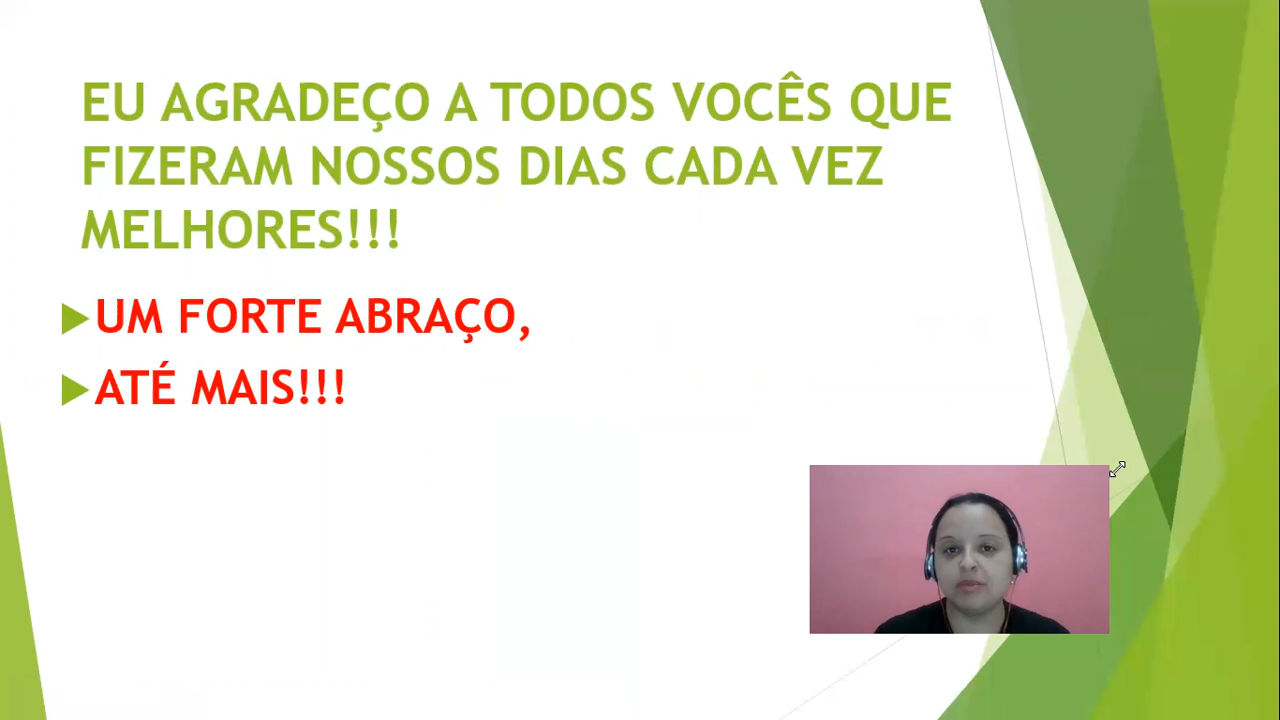 EU AGRADEÇO A TODOS VOCÊS QUE
FIZERAM NOSSOS DIAS CADA VEZ
MELHORES!!!
UM FORTE ABRAÇO,
ATÉ MAIS!!!